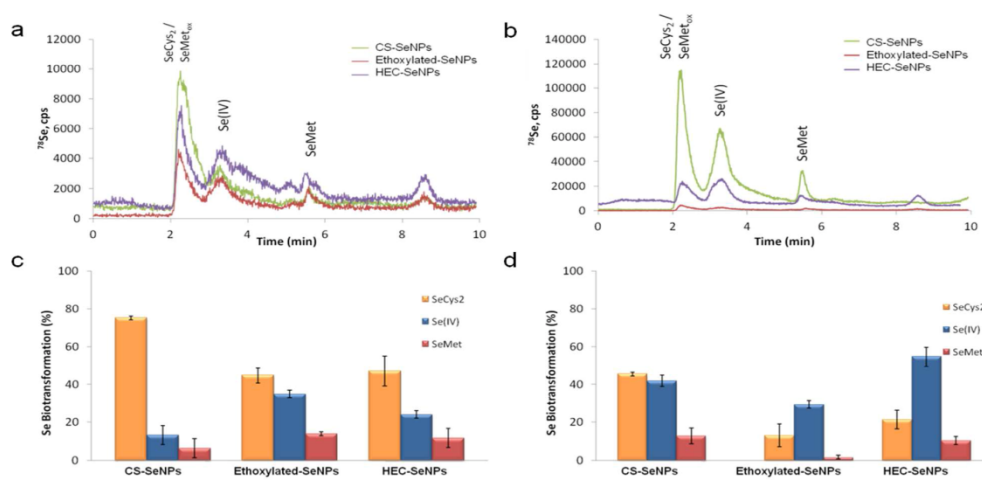 a
12000
10000
8000
6000
4000
2000
0
⁷⁸Se, cps
SeCys₂ /
SeMetₒₓ
Se(IV)
SeMet
CS-SeNPs
Ethoxylated-SeNPs
HEC-SeNPs
0 2 4 6 8 10
Time (min)
b
140000
120000
100000
80000
60000
40000
20000
0
⁷⁸Se, cps
SeCys₂ /
SeMetₒₓ
Se(IV)
SeMet
CS-SeNPs
Ethoxylated-SeNPs
HEC-SeNPs
0 2 4 6 8 10
Time (min)
c
100
80
60
40
20
0
Se Biotransformation (%)
SeCys2
Se(IV)
SeMet
CS-SeNPs Ethoxylated-SeNPs HEC-SeNPs
d
100
80
60
40
20
0
Se Biotransformation (%)
SeCys2
Se(IV)
SeMet
CS-SeNPs Ethoxylated-SeNPs HEC-SeNPs